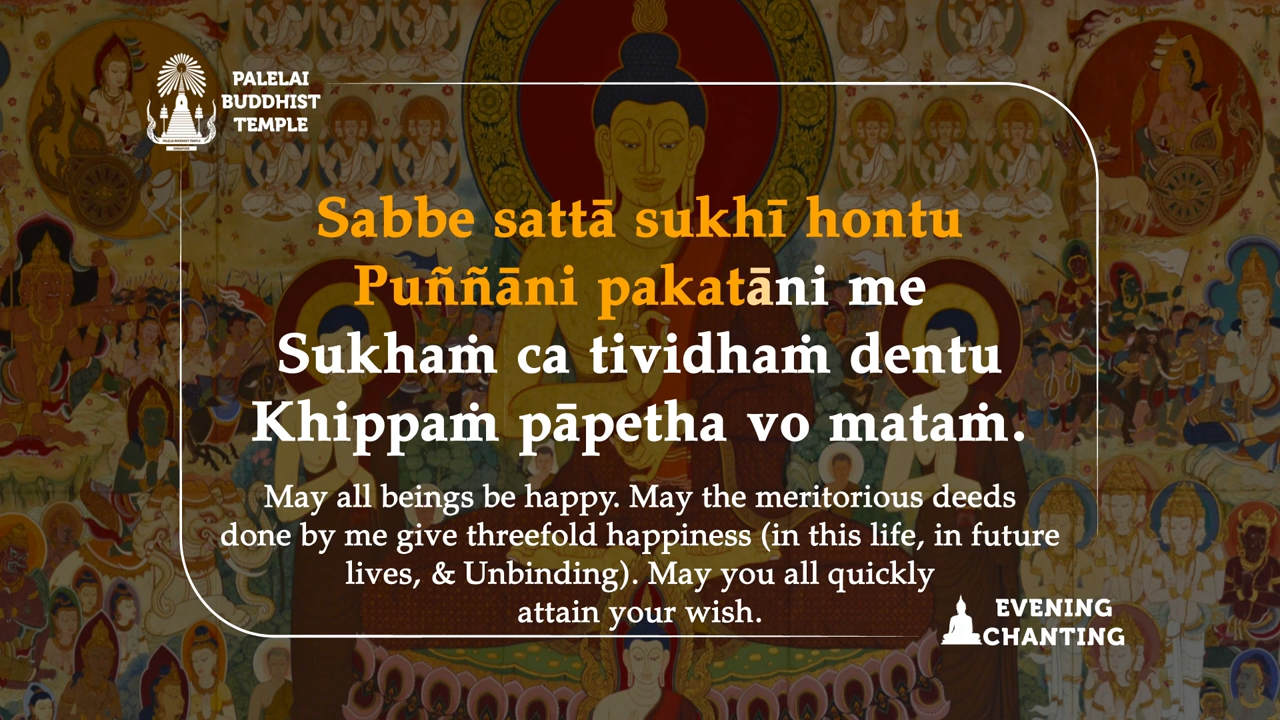 PALELAI
BUDDHIST
TEMPLE
Sabbe sattā sukhī hontu
Puññāni pakatāni me
Sukhaṁ ca tividhaṁ dentu
Khippaṁ pāpetha vo mataṁ.
May all beings be happy. May the meritorious deeds
done by me give threefold happiness (in this life, in future
lives, & Unbinding). May you all quickly
attain your wish.
EVENING
CHANTING